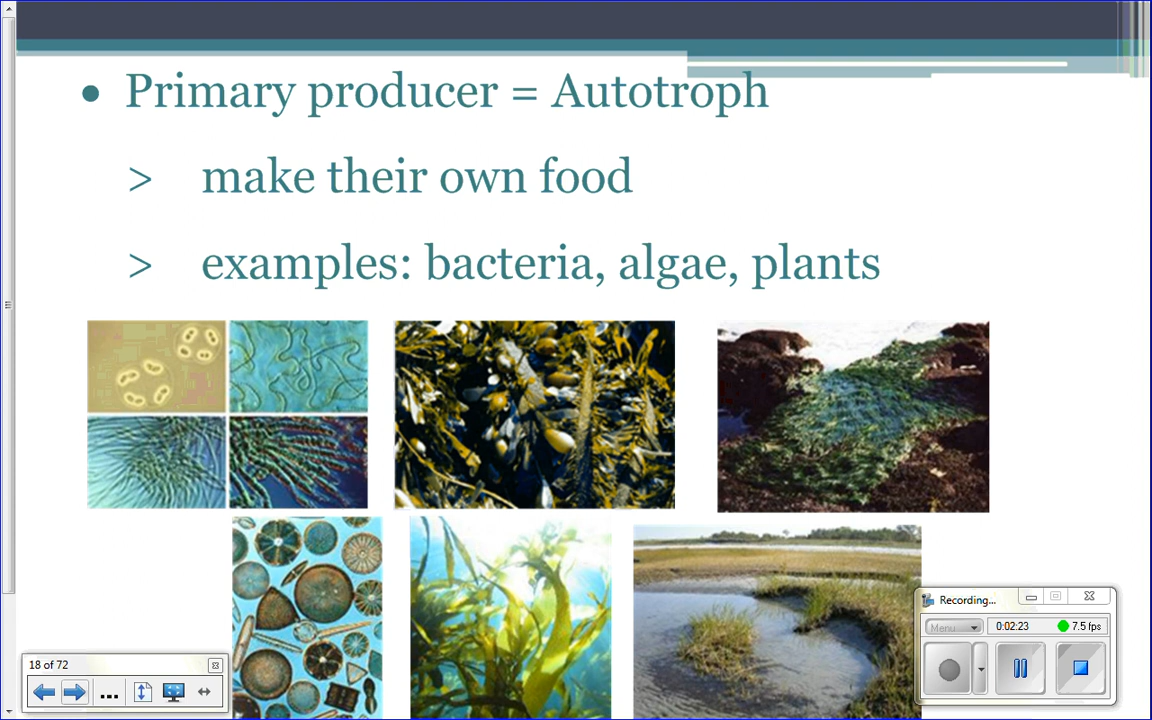 • Primary producer = Autotroph
> make their own food
> examples: bacteria, algae, plants
Recording...
Menu
0:02:23
7.5 fps
18 of 72
...